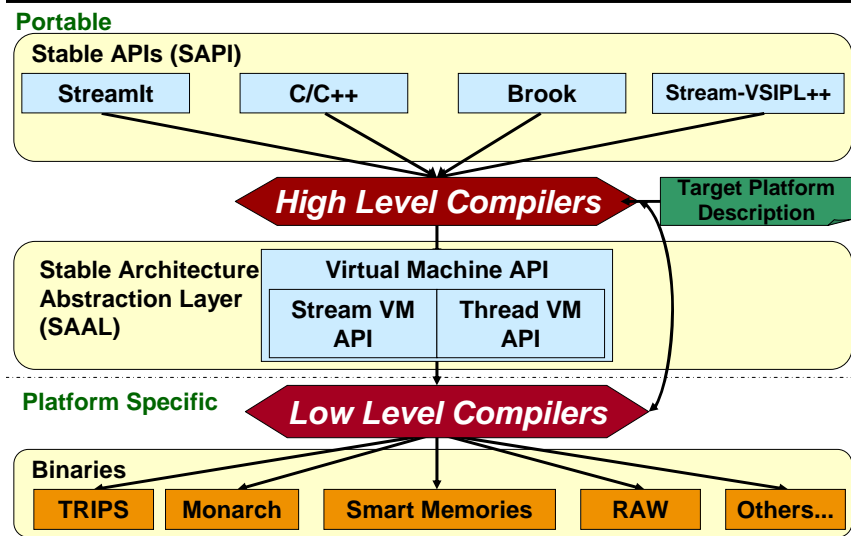 Portable
Stable APIs (SAPI)
StreamIt
C/C++
Brook
Stream-VSIPL++
High Level Compilers
Target Platform
Description
Stable Architecture
Abstraction Layer
(SAAL)
Virtual Machine API
Stream VM
API
Thread VM
API
Platform Specific
Low Level Compilers
Binaries
TRIPS
Monarch
Smart Memories
RAW
Others...